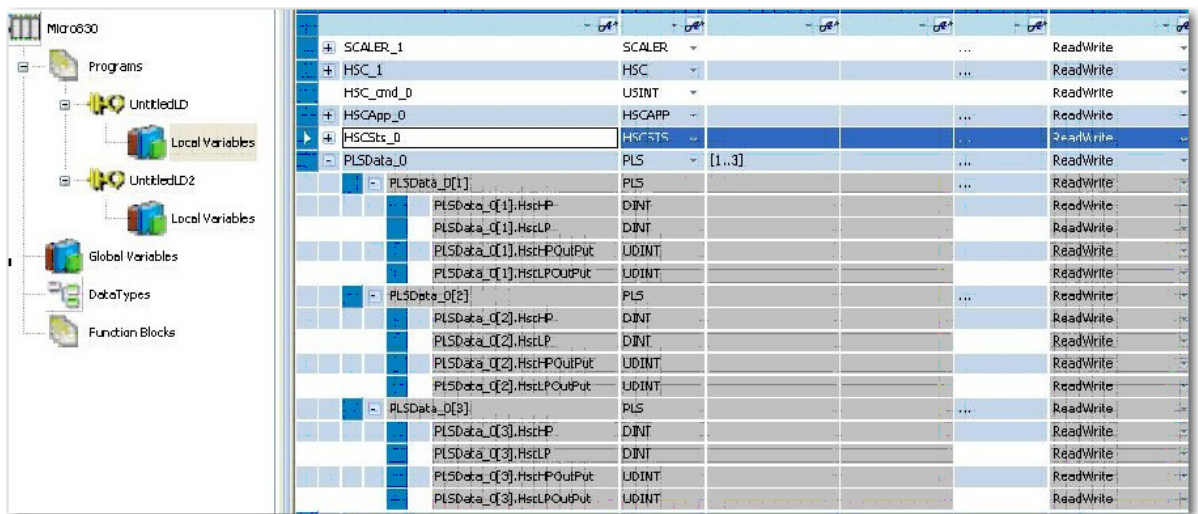 Micro830
Programs
UntitledLD
Local Variables
UntitledLD2
Local Variables
Global Variables
DataTypes
Function Blocks
SCALER_1 SCALER ... ReadWrite
HSC_1 HSC ... ReadWrite
HSC_cmd_0 USINT ReadWrite
HSCApp_0 HSCAPP ... ReadWrite
HSCSts_0 HSCSTS ... ReadWrite
PLSData_0 PLS [1..3] ... ReadWrite
PLSData_0[1] PLS ... ReadWrite
PLSData_0[1].HscHP DINT ReadWrite
PLSData_0[1].HscLP DINT ReadWrite
PLSData_0[1].HscHPOutPut UDINT ReadWrite
PLSData_0[1].HscLPOutPut UDINT ReadWrite
PLSData_0[2] PLS ... ReadWrite
PLSData_0[2].HscHP DINT ReadWrite
PLSData_0[2].HscLP DINT ReadWrite
PLSData_0[2].HscHPOutPut UDINT ReadWrite
PLSData_0[2].HscLPOutPut UDINT ReadWrite
PLSData_0[3] PLS ... ReadWrite
PLSData_0[3].HscHP DINT ReadWrite
PLSData_0[3].HscLP DINT ReadWrite
PLSData_0[3].HscHPOutPut UDINT ReadWrite
PLSData_0[3].HscLPOutPut UDINT ReadWrite